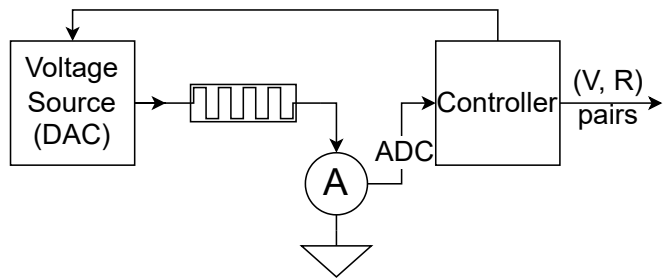 Voltage
Source
(DAC)
A
ADC
Controller
(V, R)
pairs